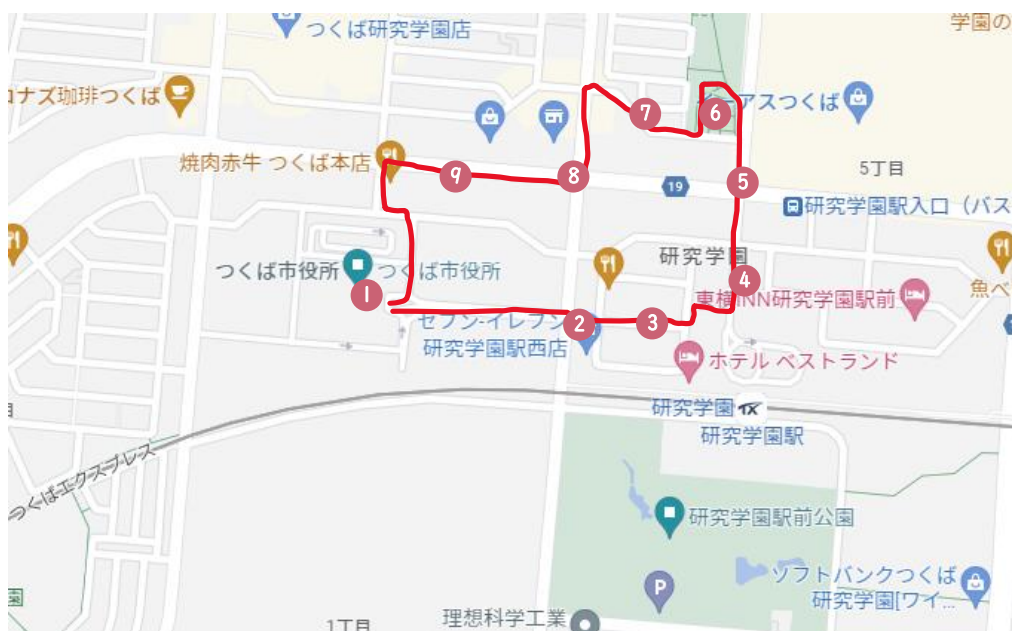 つくば研究学園店
学園の
コナズ珈琲つくば
イーアスつくば
焼肉赤牛 つくば本店
5丁目
19
研究学園駅入口（バス
つくば市役所
つくば市役所
研究学園
東横INN研究学園駅前
魚べ
セブン-イレブン
研究学園駅西店
ホテル ベストランド
研究学園
TX
研究学園駅
つくばエクスプレス
研究学園駅前公園
P
ソフトバンクつくば
研究学園[ワイ...
園
1丁目
理想科学工業
1
2
3
4
5
6
7
8
9